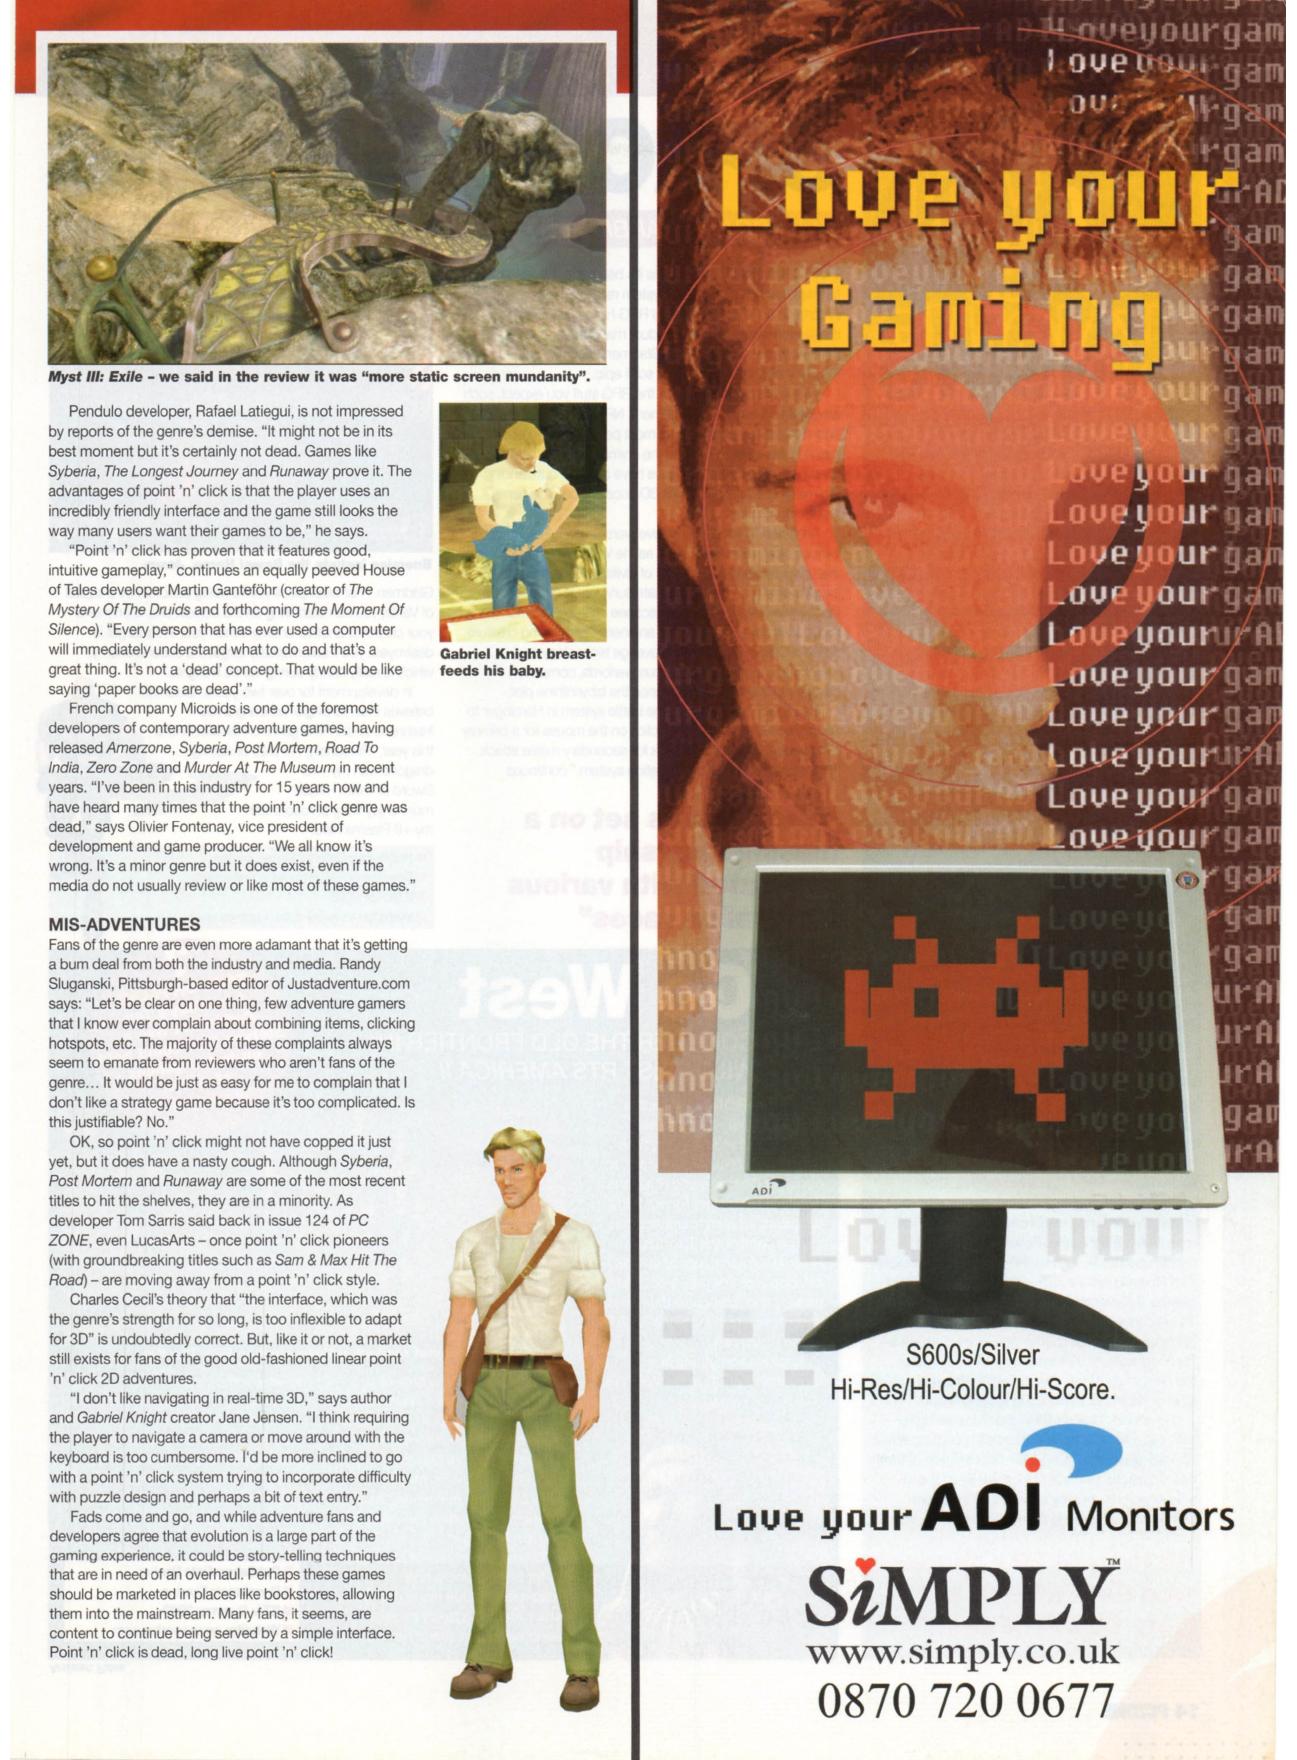 Myst III: Exile – we said in the review it was “more static screen mundanity”.
Pendulo developer, Rafael Latiegui, is not impressed
by reports of the genre’s demise. “It might not be in its
best moment but it’s certainly not dead. Games like
Syberia, The Longest Journey and Runaway prove it. The
advantages of point ’n’ click is that the player uses an
incredibly friendly interface and the game still looks the
way many users want their games to be,” he says.
“Point ’n’ click has proven that it features good,
intuitive gameplay,” continues an equally peeved House
of Tales developer Martin Ganteföhr (creator of The
Mystery Of The Druids and forthcoming The Moment Of
Silence). “Every person that has ever used a computer
will immediately understand what to do and that’s a
great thing. It’s not a ‘dead’ concept. That would be like
saying ‘paper books are dead’.”
French company Microids is one of the foremost
developers of contemporary adventure games, having
released Amerzone, Syberia, Post Mortem, Road To
India, Zero Zone and Murder At The Museum in recent
years. “I’ve been in this industry for 15 years now and
have heard many times that the point ’n’ click genre was
dead,” says Olivier Fontenay, vice president of
development and game producer. “We all know it’s
wrong. It’s a minor genre but it does exist, even if the
media do not usually review or like most of these games.”
MIS-ADVENTURES
Fans of the genre are even more adamant that it’s getting
a bum deal from both the industry and media. Randy
Sluganski, Pittsburgh-based editor of Justadventure.com
says: “Let’s be clear on one thing, few adventure gamers
that I know ever complain about combining items, clicking
hotspots, etc. The majority of these complaints always
seem to emanate from reviewers who aren’t fans of the
genre… It would be just as easy for me to complain that I
don’t like a strategy game because it’s too complicated. Is
this justifiable? No.”
OK, so point ’n’ click might not have copped it just
yet, but it does have a nasty cough. Although Syberia,
Post Mortem and Runaway are some of the most recent
titles to hit the shelves, they are in a minority. As
developer Tom Sarris said back in issue 124 of PC
ZONE, even LucasArts – once point ’n’ click pioneers
(with groundbreaking titles such as Sam & Max Hit The
Road) – are moving away from a point ’n’ click style.
Charles Cecil’s theory that “the interface, which was
the genre’s strength for so long, is too inflexible to adapt
for 3D” is undoubtedly correct. But, like it or not, a market
still exists for fans of the good old-fashioned linear point
’n’ click 2D adventures.
“I don’t like navigating in real-time 3D,” says author
and Gabriel Knight creator Jane Jensen. “I think requiring
the player to navigate a camera or move around with the
keyboard is too cumbersome. I’d be more inclined to go
with a point ’n’ click system trying to incorporate difficulty
with puzzle design and perhaps a bit of text entry.”
Fads come and go, and while adventure fans and
developers agree that evolution is a large part of the
gaming experience, it could be story-telling techniques
that are in need of an overhaul. Perhaps these games
should be marketed in places like bookstores, allowing
them into the mainstream. Many fans, it seems, are
content to continue being served by a simple interface.
Point ’n’ click is dead, long live point ’n’ click!
Gabriel Knight breast-
feeds his baby.
Love your
Gaming
Love your gam
Love your gam
Love your gam
Love your gam
Love your urAI
Love your gam
Love your gam
Love your urAI
Love your gam
Love your gam
ADI
S600s/Silver
Hi-Res/Hi-Colour/Hi-Score.
Love your ADI Monitors
SiMPLY™
www.simply.co.uk
0870 720 0677